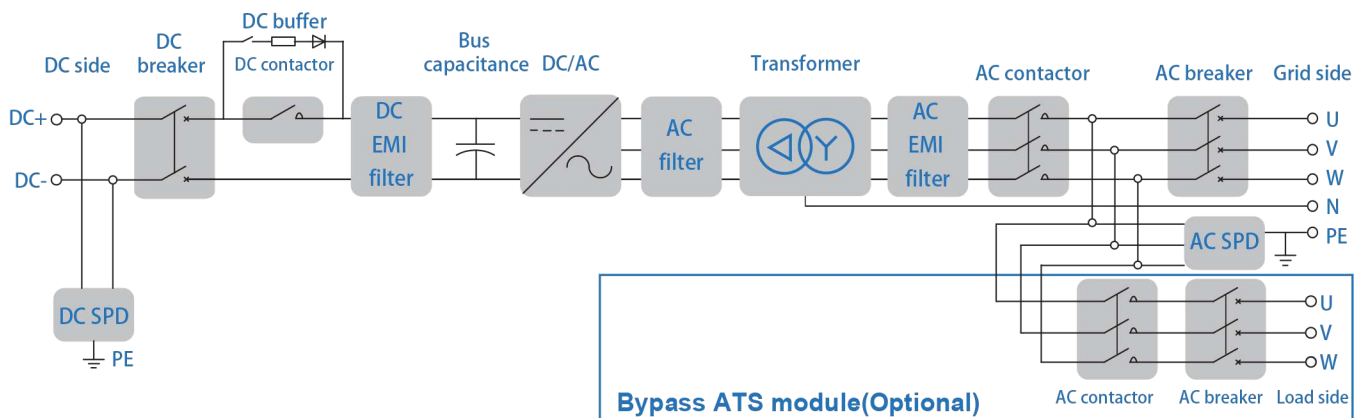 DC side
DC
breaker
DC buffer
DC contactor
Bus
capacitance
DC/AC
Transformer
AC contactor
AC breaker
Grid side
DC+
DC-
DC
EMI
filter
AC
filter
AC
EMI
filter
U
V
W
N
PE
AC SPD
DC SPD
PE
U
V
W
AC contactor
AC breaker
Load side
Bypass ATS module(Optional)